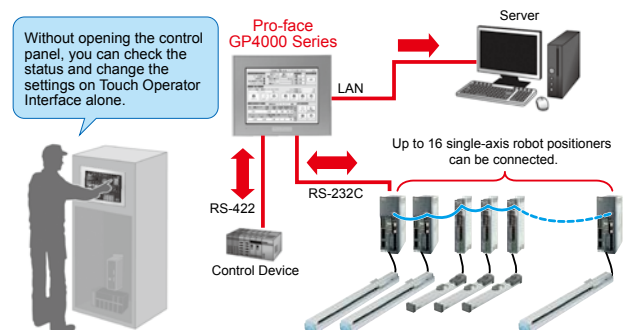 Without opening the control
panel, you can check the
status and change the
settings on Touch Operator
Interface alone.
Pro-face
GP4000 Series
Server
LAN
Up to 16 single-axis robot positioners
can be connected.
RS-422
RS-232C
Control Device